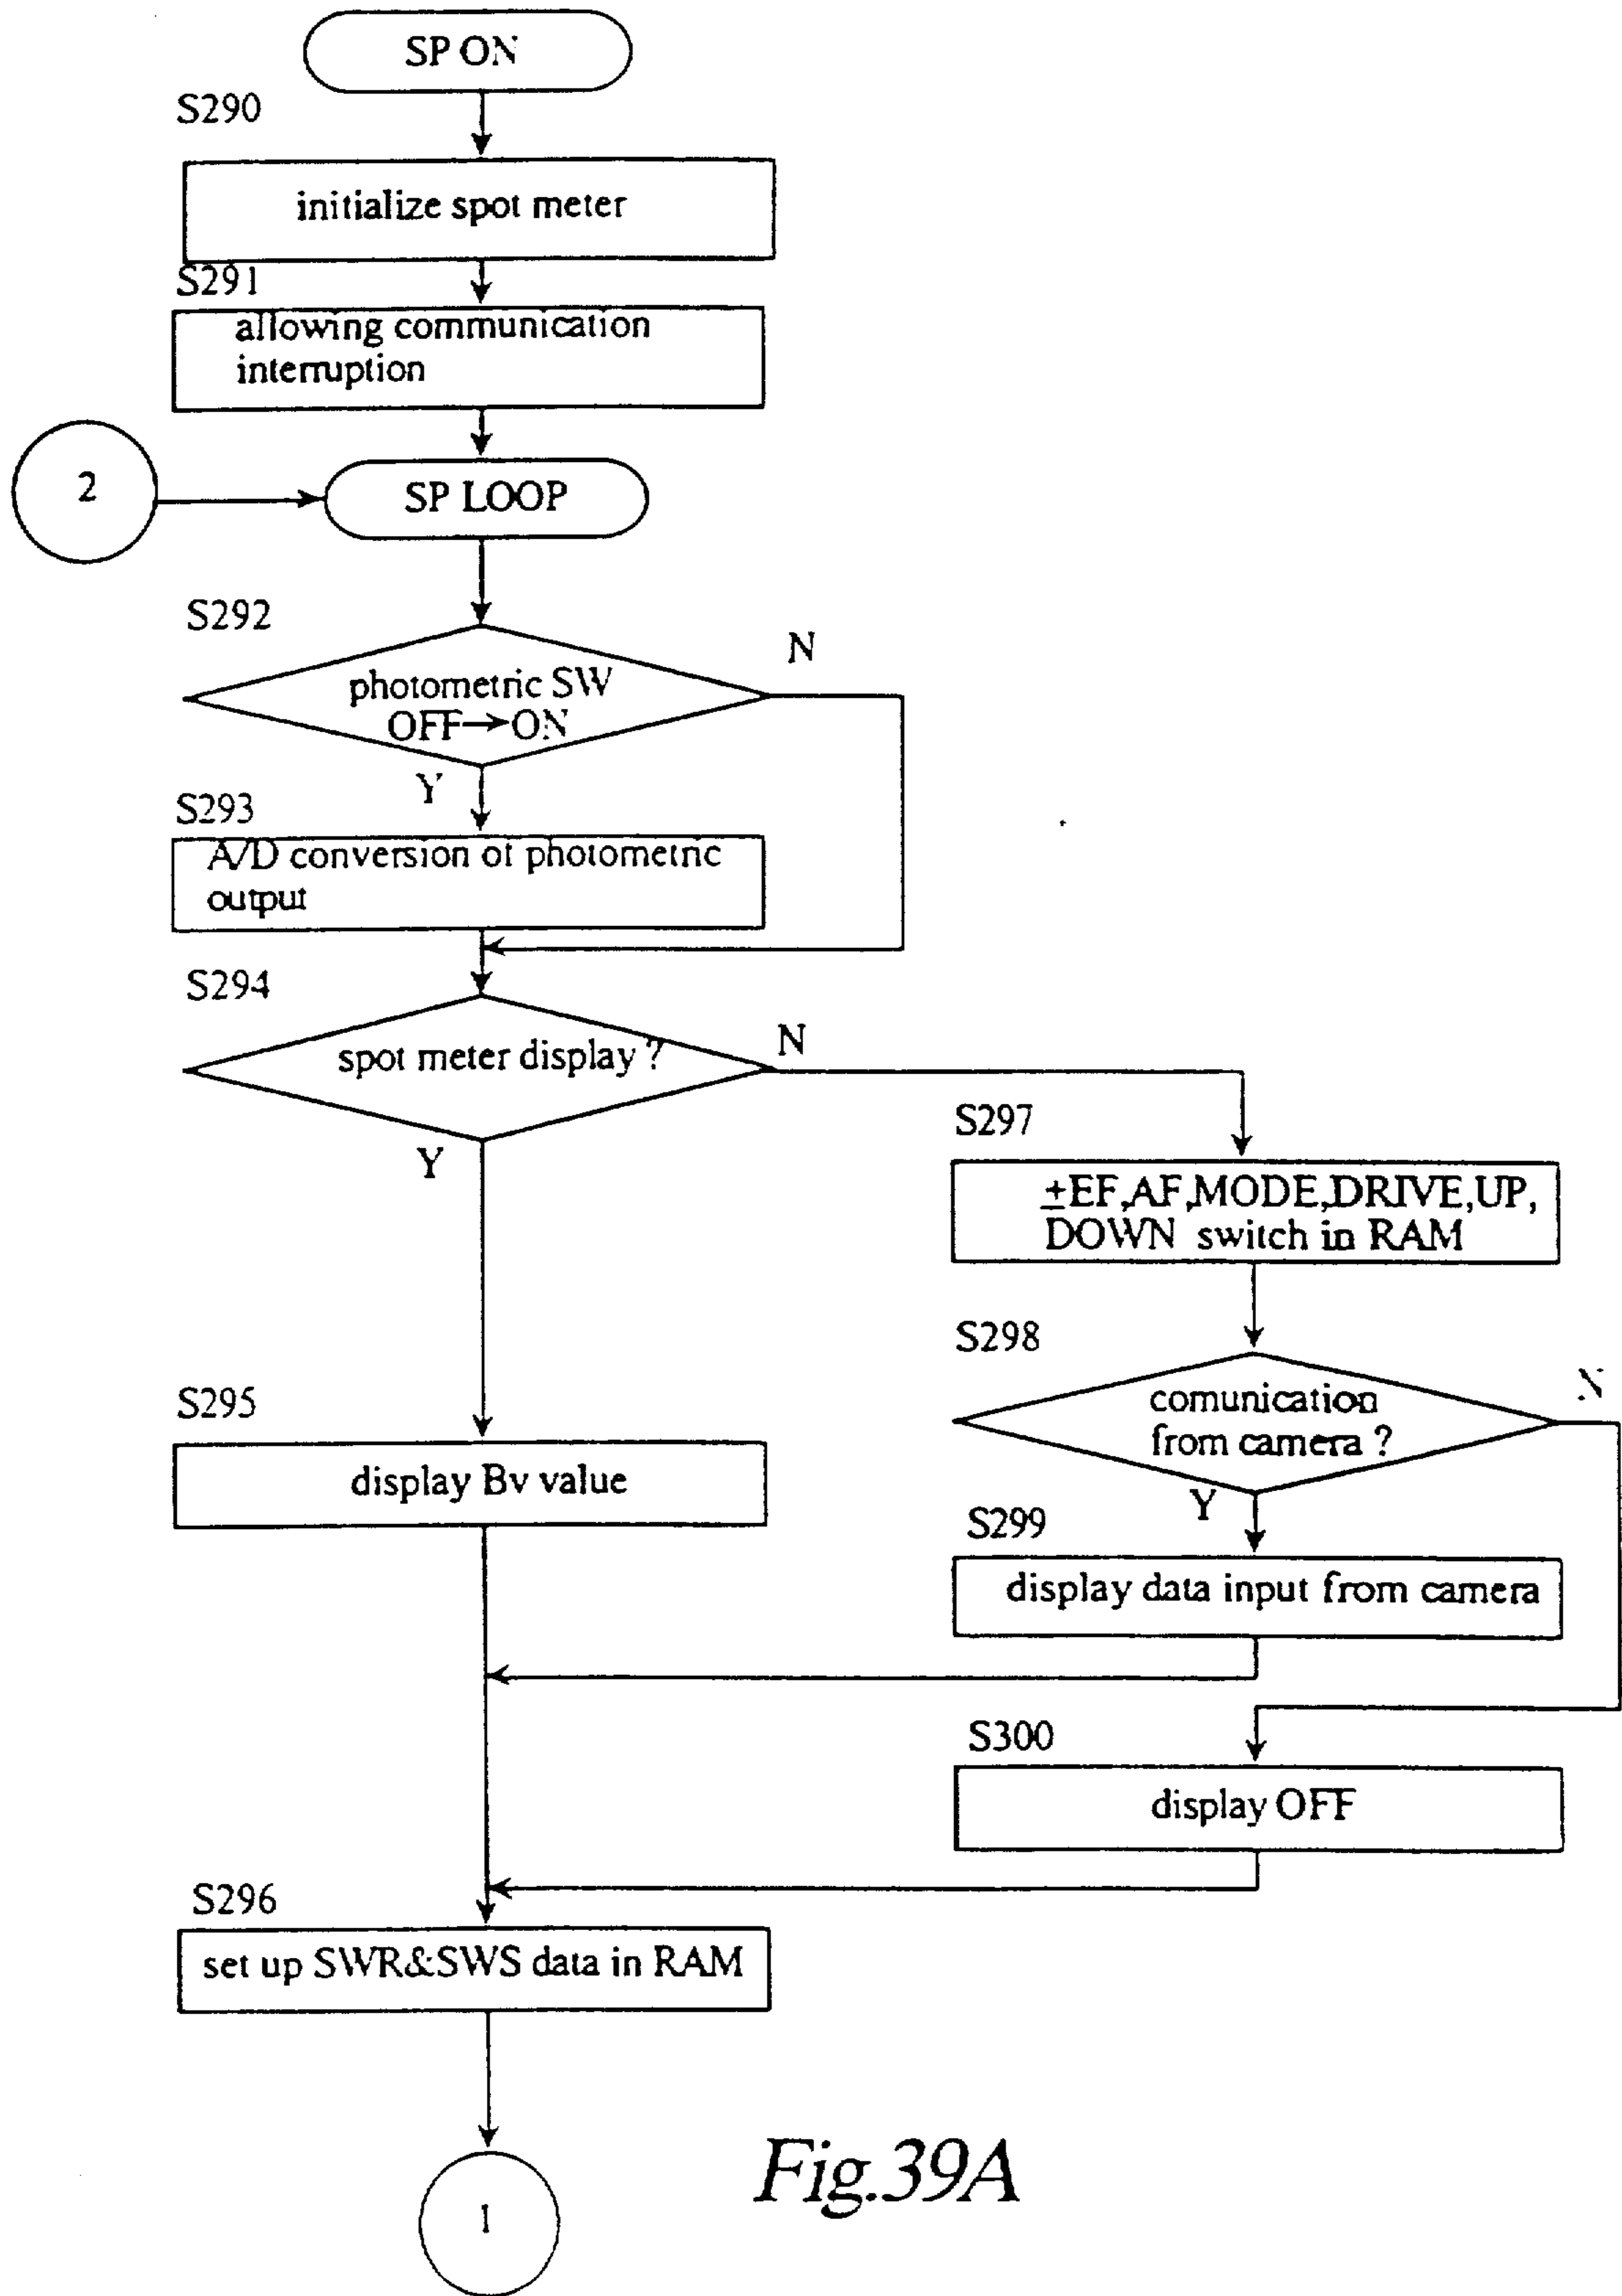 SP ON
S290
initialize spot meter
S291
allowing communication
interruption
2
SP LOOP
S292
N
photometric SW
OFF→ON
Y
S293
A/D conversion of photometric
output
S294
N
spot meter display ?
Y
S297
±EF,AF,MODE,DRIVE,UP,
DOWN switch in RAM
S298
N
comunication
from camera ?
Y
S295
display Bv value
S299
display data input from camera
S300
display OFF
S296
set up SWR&SWS data in RAM
1
Fig.39A